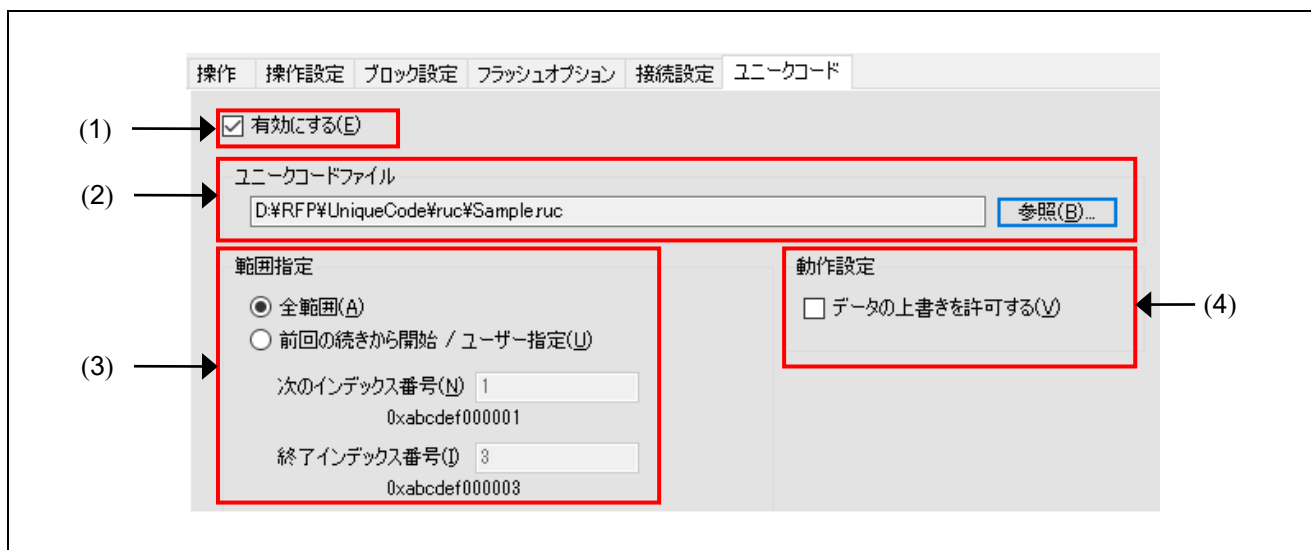 操作 操作設定 ブロック設定 フラッシュオプション 接続設定 ユニークコード
(1) 有効にする(E)
ユニークコードファイル
(2) D:¥RFP¥UniqueCode¥ruc¥Sample.ruc 参照(B)...
範囲指定
全範囲(A)
前回の続きから開始 / ユーザー指定(U)
(3)
次のインデックス番号(N) 1
0xabcdef000001
終了インデックス番号(I) 3
0xabcdef000003
動作設定
データの上書きを許可する(V) (4)